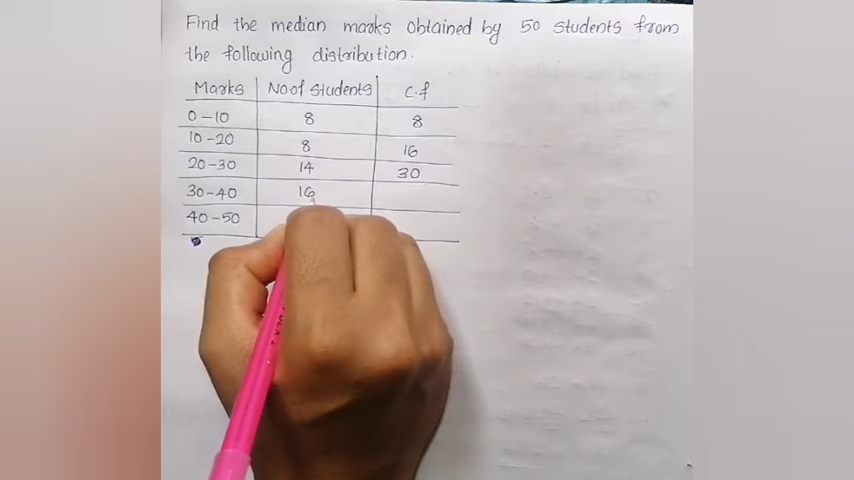 Find the median marks obtained by 50 students from
the following distribution.
Marks No of students C.f
0-10 8 8
10-20 8 16
20-30 14 30
30-40 16
40-50